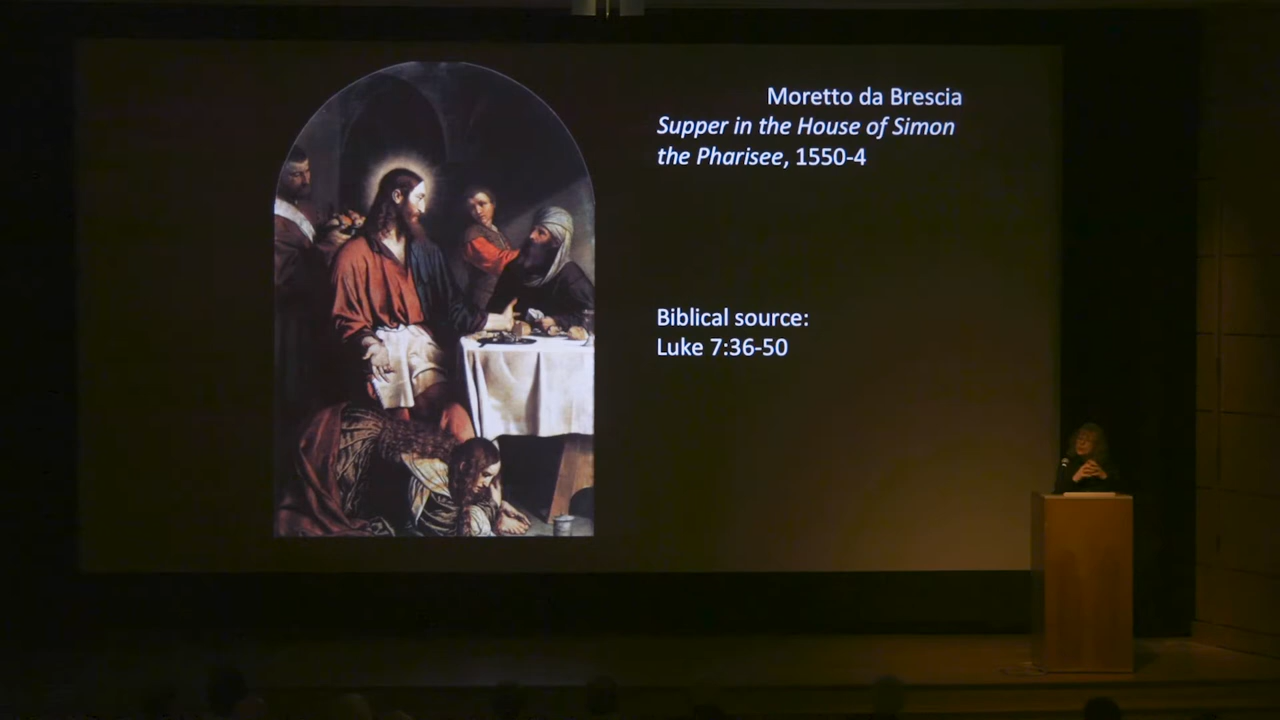 Moretto da Brescia
Supper in the House of Simon
the Pharisee, 1550-4
Biblical source:
Luke 7:36-50